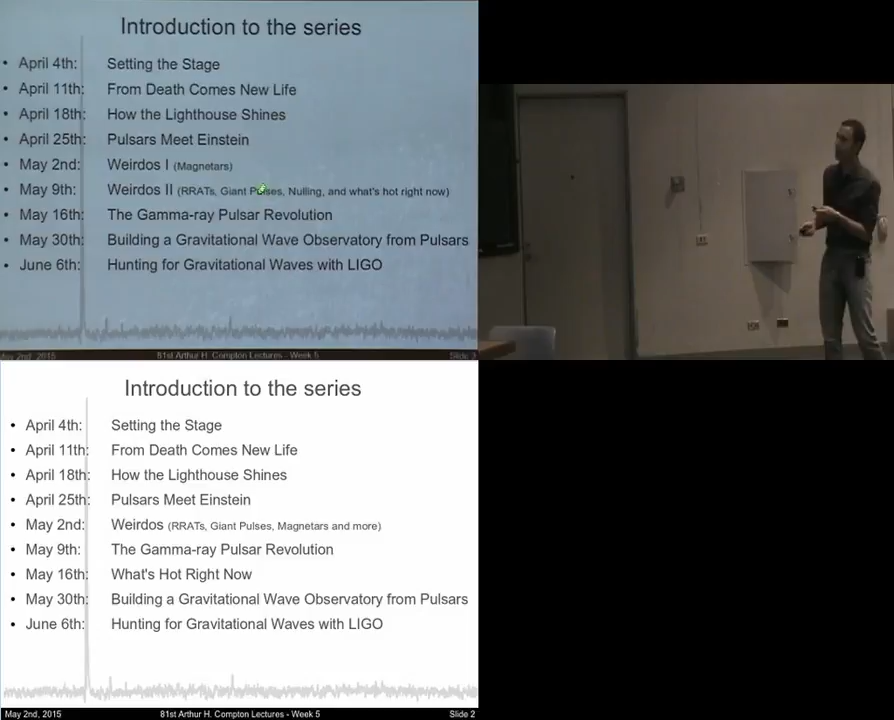 Introduction to the series
• April 4th: Setting the Stage
• April 11th: From Death Comes New Life
• April 18th: How the Lighthouse Shines
• April 25th: Pulsars Meet Einstein
• May 2nd: Weirdos I (Magnetars)
• May 9th: Weirdos II (RRATs, Giant Pulses, Nulling, and what's hot right now)
• May 16th: The Gamma-ray Pulsar Revolution
• May 30th: Building a Gravitational Wave Observatory from Pulsars
• June 6th: Hunting for Gravitational Waves with LIGO
May 2nd, 2015 81st Arthur H. Compton Lectures - Week 5 Slide
Introduction to the series
• April 4th: Setting the Stage
• April 11th: From Death Comes New Life
• April 18th: How the Lighthouse Shines
• April 25th: Pulsars Meet Einstein
• May 2nd: Weirdos (RRATs, Giant Pulses, Magnetars and more)
• May 9th: The Gamma-ray Pulsar Revolution
• May 16th: What's Hot Right Now
• May 30th: Building a Gravitational Wave Observatory from Pulsars
• June 6th: Hunting for Gravitational Waves with LIGO
May 2nd, 2015 81st Arthur H. Compton Lectures - Week 5 Slide 2